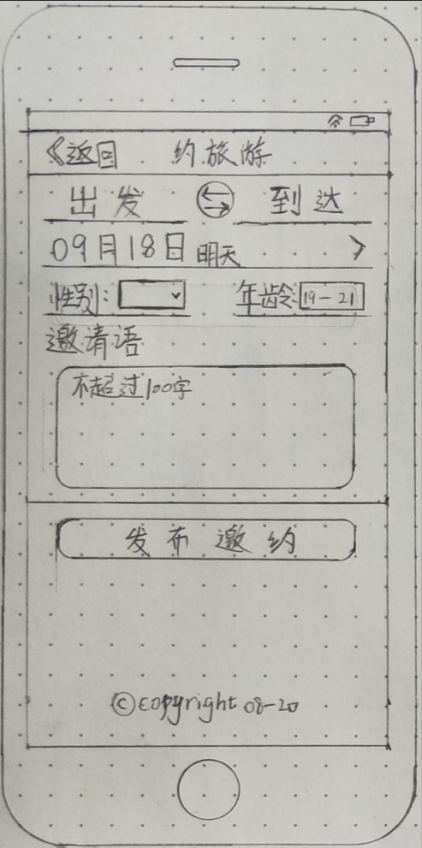 《返回 约旅游
出发 到达
09月18日 明天 >
性别: 年龄: 19-21
邀请语
不超过100字
发布邀约
©copyright 08-20